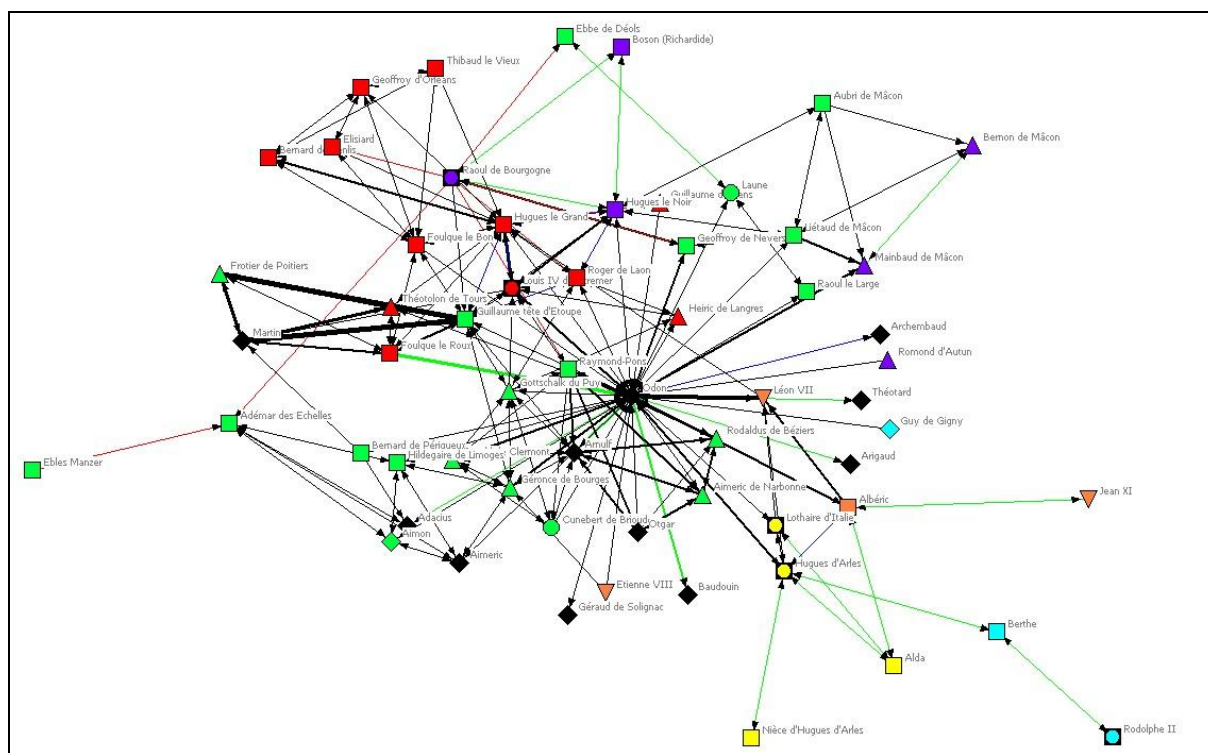 Ebbe de Déols
Boson (Richardide)
Thibaud le Vieux
Geoffroy d'Orléans
Aubri de Mâcon
Elisiard
Bernon de Mâcon
Raoul de Bourgogne
Laune
Hugues le Noir
Hugues le Grand
Liétaud de Mâcon
Foulque le Bon
Geoffroy de Nevers
Mainbaud de Mâcon
Frotier de Poitiers
Roger de Laon
Raoul le Large
Théotolon de Tours
Guillaume tête d'Etoupe
Heiric de Langres
Archembaud
Martin
Foulque le Roux
Romond d'Autun
Raymond-Pons
Gottschalk du Puy
Odon
Léon VII
Théotard
Adémar des Echelles
Guy de Gigny
Rodaldus de Béziers
Bernard de Périgueux
Hildegaire de Limoges
Clermont
Arnulf
Arigaud
Ebles Manzer
Géronce de Bourges
Aimeric de Narbonne
Albéric
Jean XI
Adacius
Cunebert de Brioude
Otgar
Lothaire d'Italie
Aimon
Aimeric
Hugues d'Arles
Etienne VIII
Baudouin
Géraud de Solignac
Berthe
Alda
Nièce d'Hugues d'Arles
Rodolphe II